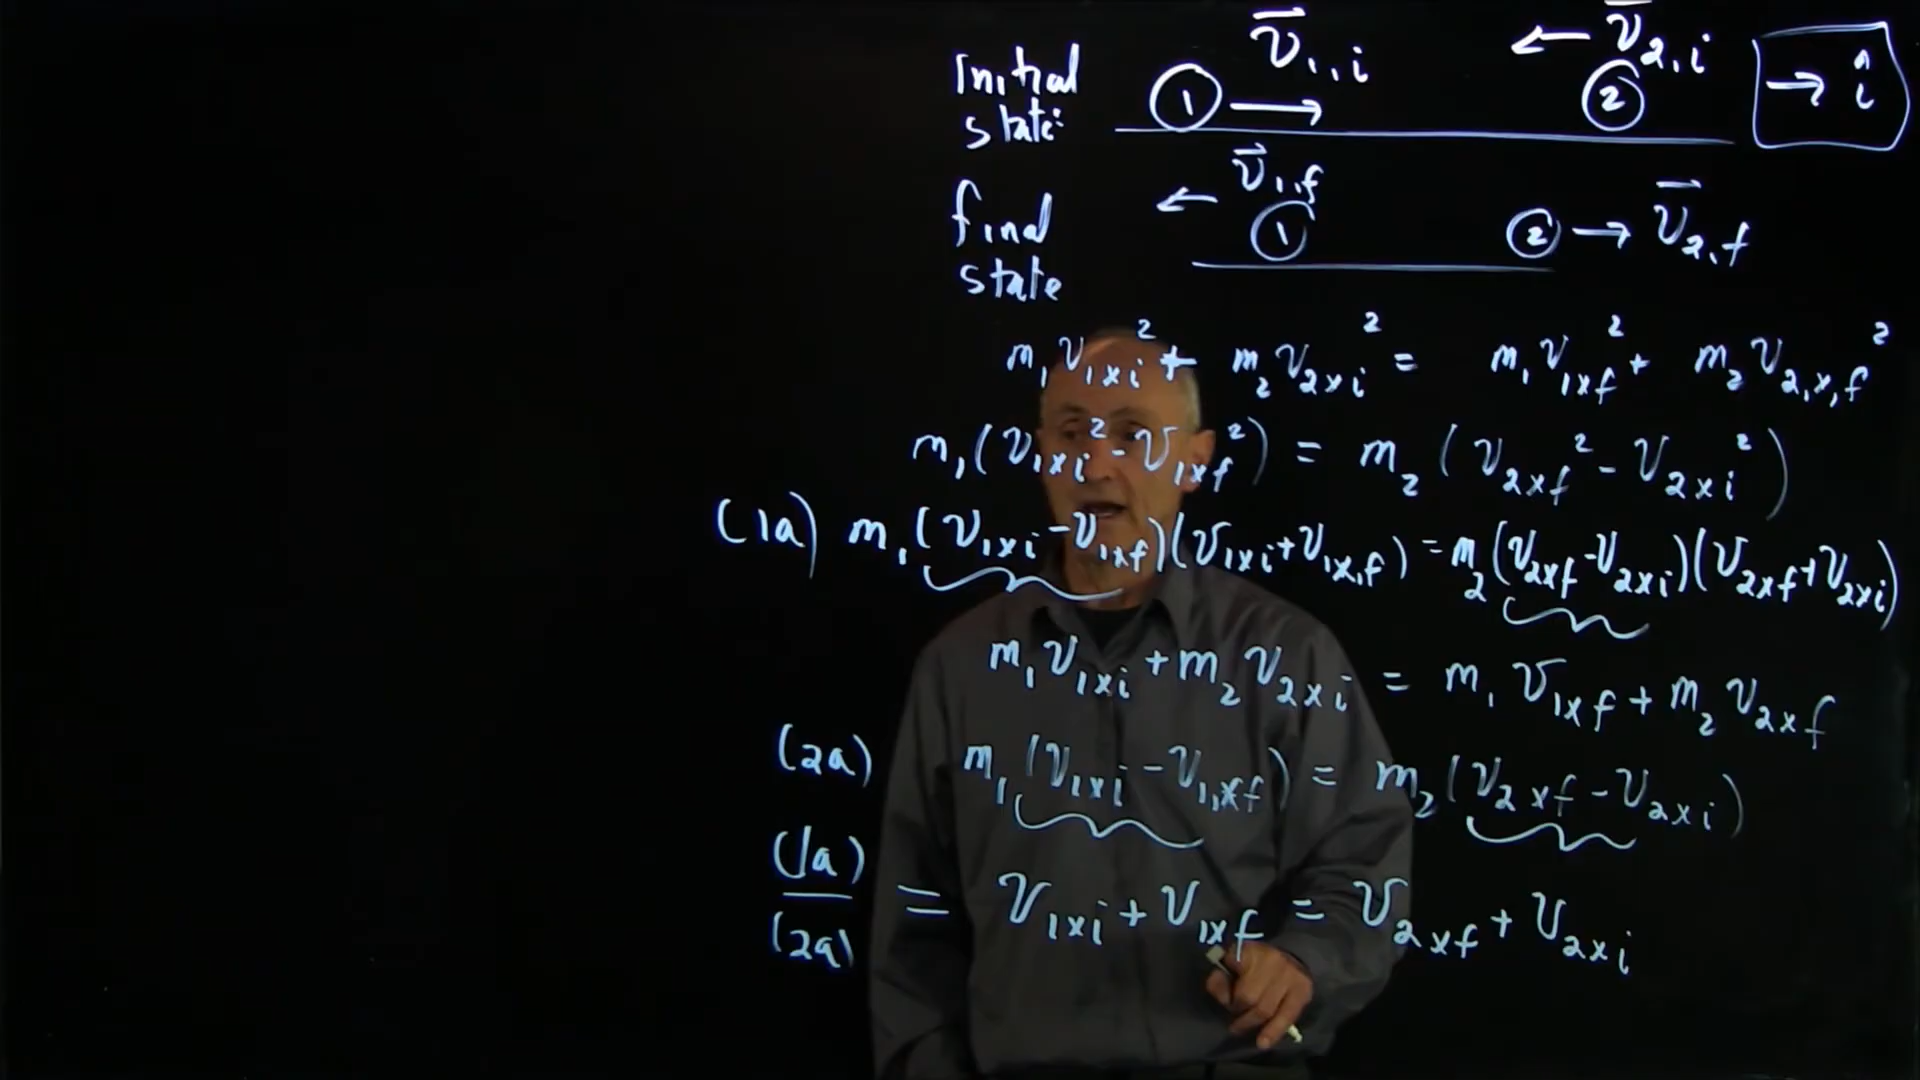 Initial state: ① → v⃗₁,ᵢ ← v⃗₂,ᵢ ② → î
final state ← v⃗₁,f ① ② → v⃗₂,f
m₁v₁ₓᵢ² + m₂v₂ₓᵢ² = m₁v₁ₓf² + m₂v₂,ₓ,f²
m₁(v₁ₓᵢ² - v₁ₓf²) = m₂(v₂ₓf² - v₂ₓᵢ²)
(1a) m₁(v₁ₓᵢ - v₁ₓf)(v₁ₓᵢ + v₁ₓ,f) = m₂(v₂ₓf - v₂ₓᵢ)(v₂ₓf + v₂ₓᵢ)
m₁v₁ₓᵢ + m₂v₂ₓᵢ = m₁v₁ₓf + m₂v₂ₓf
(2a) m₁(v₁ₓᵢ - v₁,ₓf) = m₂(v₂ₓf - v₂ₓᵢ)
(1a)/(2a) = v₁ₓᵢ + v₁ₓf = v₂ₓf + v₂ₓᵢ